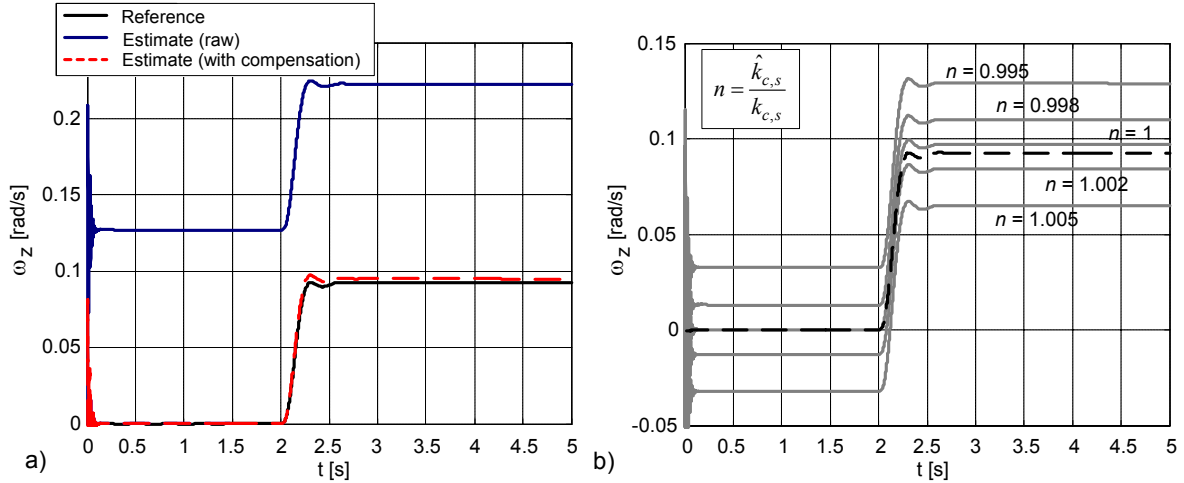 Reference
Estimate (raw)
Estimate (with compensation)
0.2
0.15
0.1
0.05
0
ω_z [rad/s]
0 0.5 1 1.5 2 2.5 3 3.5 4 4.5 5
t [s]
a)
0.15
0.1
0.05
0
-0.05
ω_z [rad/s]
n = k̂_{c,s} / k_{c,s}
n = 0.995
n = 0.998
n = 1
n = 1.002
n = 1.005
0 0.5 1 1.5 2 2.5 3 3.5 4 4.5 5
t [s]
b)